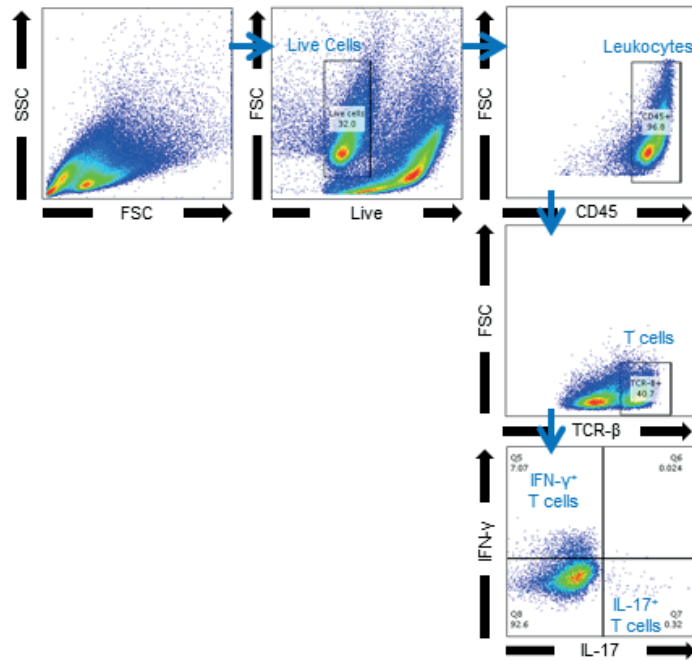 SSC
FSC
Live Cells
FSC
Live cells
32.0
Live
Leukocytes
FSC
CD45+
96.8
CD45
T cells
FSC
TCR-B+
40.7
TCR-β
Q5
7.07
Q6
0.024
IFN-γ⁺
T cells
IFN-γ
IL-17⁺
T cells
Q8
92.6
Q7
0.32
IL-17